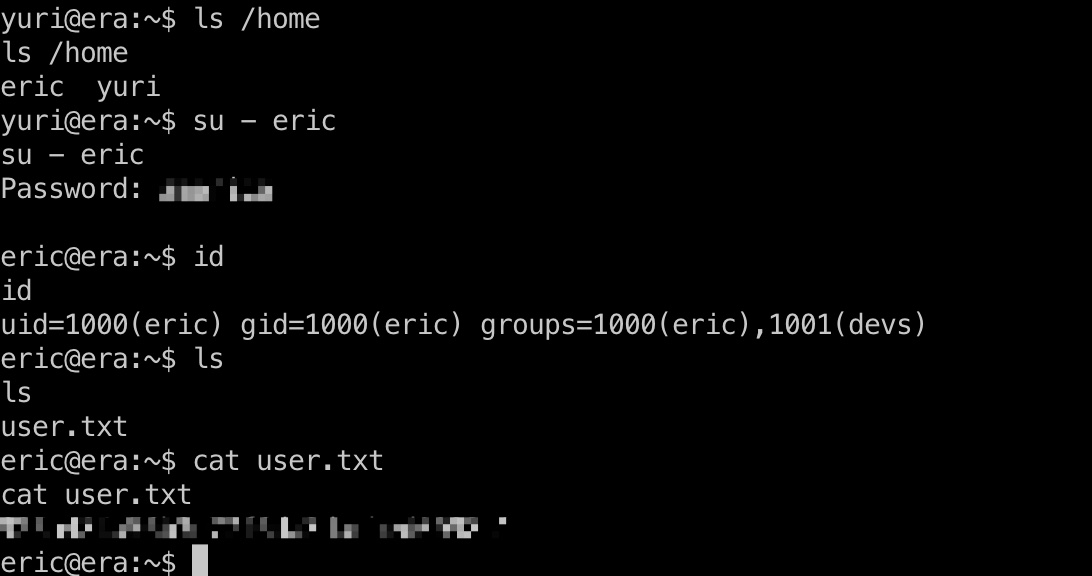 yuri@era:~$ ls /home
ls /home
eric  yuri
yuri@era:~$ su - eric
su - eric
Password:
eric@era:~$ id
id
uid=1000(eric) gid=1000(eric) groups=1000(eric),1001(devs)
eric@era:~$ ls
ls
user.txt
eric@era:~$ cat user.txt
cat user.txt
eric@era:~$